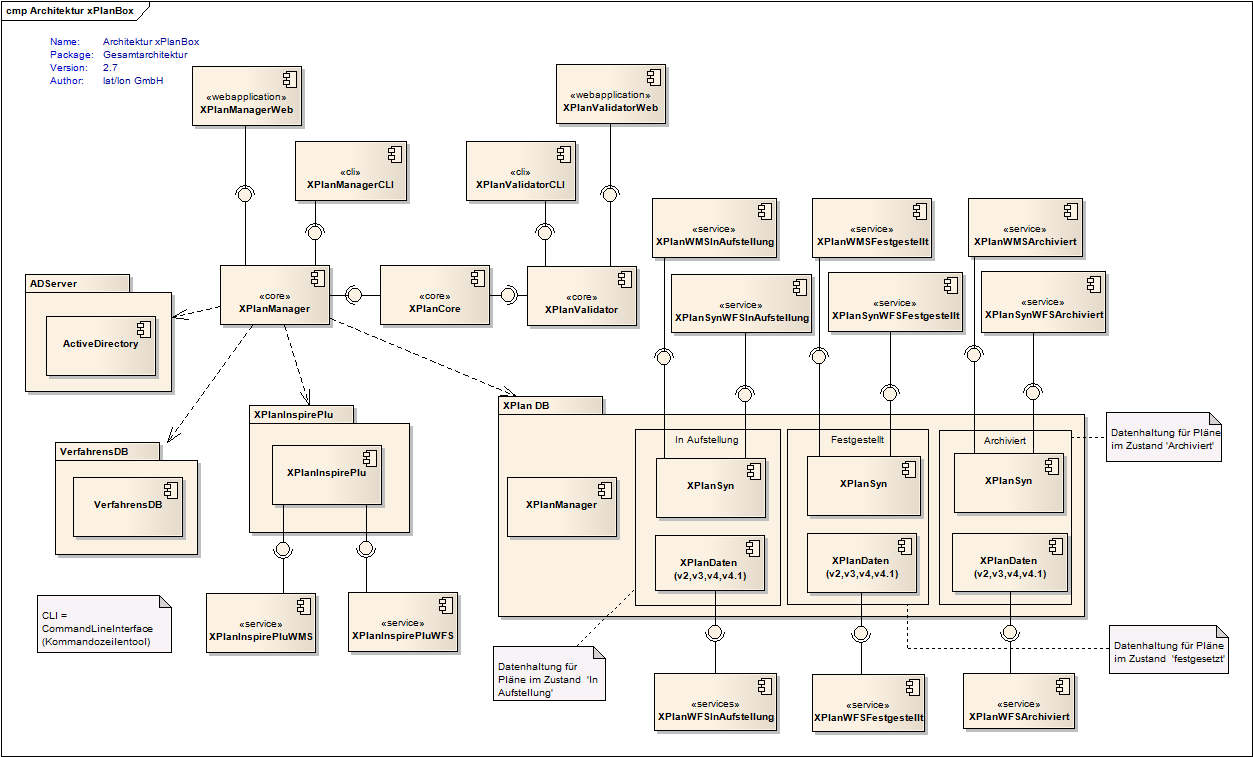 cmp Architektur xPlanBox
Name: Architektur xPlanBox
Package: Gesamtarchitektur
Version: 2.7
Author: lat/lon GmbH
«webapplication»
XPlanManagerWeb
«webapplication»
XPlanValidatorWeb
«cli»
XPlanManagerCLI
«cli»
XPlanValidatorCLI
«service»
XPlanWMSInAufstellung
«service»
XPlanWMSFestgestellt
«service»
XPlanWMSArchiviert
ADServer
ActiveDirectory
«core»
XPlanManager
«core»
XPlanCore
«core»
XPlanValidator
«service»
XPlanSynWFSInAufstellung
«service»
XPlanSynWFSFestgestellt
«service»
XPlanSynWFSArchiviert
VerfahrensDB
VerfahrensDB
XPlanInspirePlu
XPlanInspirePlu
XPlan DB
XPlanManager
In Aufstellung
XPlanSyn
XPlanDaten
(v2,v3,v4,v4.1)
Festgestellt
XPlanSyn
XPlanDaten
(v2,v3,v4,v4.1)
Archiviert
XPlanSyn
XPlanDaten
(v2,v3,v4,v4.1)
Datenhaltung für Pläne
im Zustand 'Archiviert'
CLI =
CommandLineInterface
(Kommandozeilentool)
«service»
XPlanInspirePluWMS
«service»
XPlanInspirePluWFS
Datenhaltung für
Pläne im Zustand 'In
Aufstellung'
«services»
XPlanWFSInAufstellung
«service»
XPlanWFSFestgestellt
«service»
XPlanWFSArchiviert
Datenhaltung für Pläne
im Zustand 'festgesetzt'